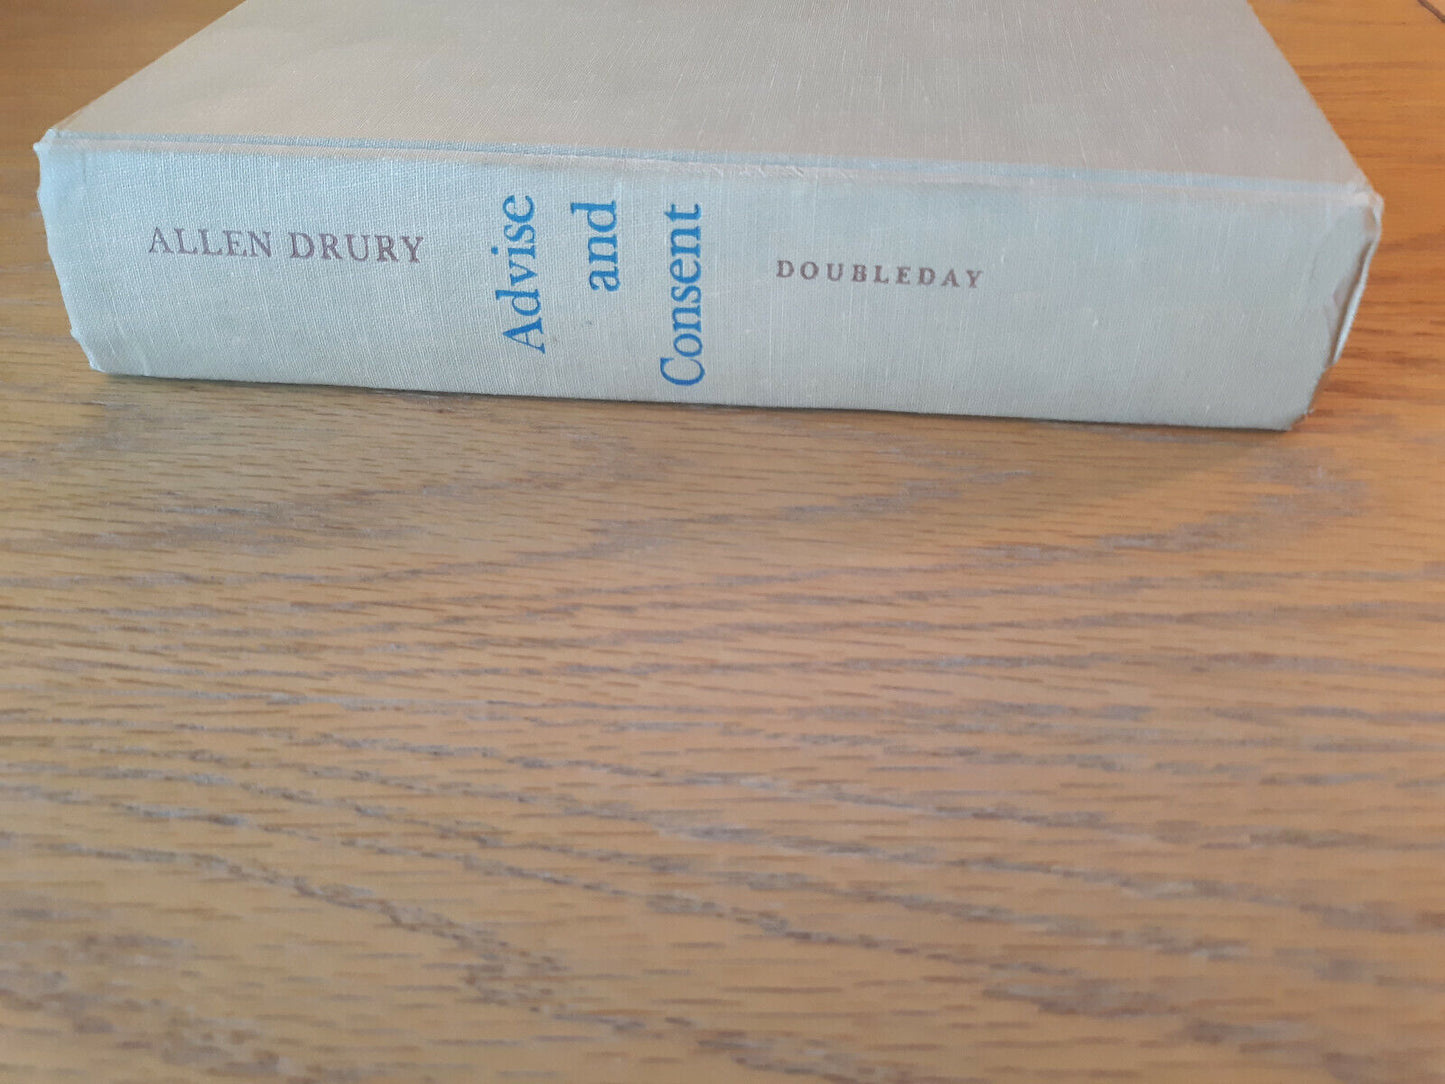 ALLEN DRURY
Advise
and
Consent
DOUBLEDAY